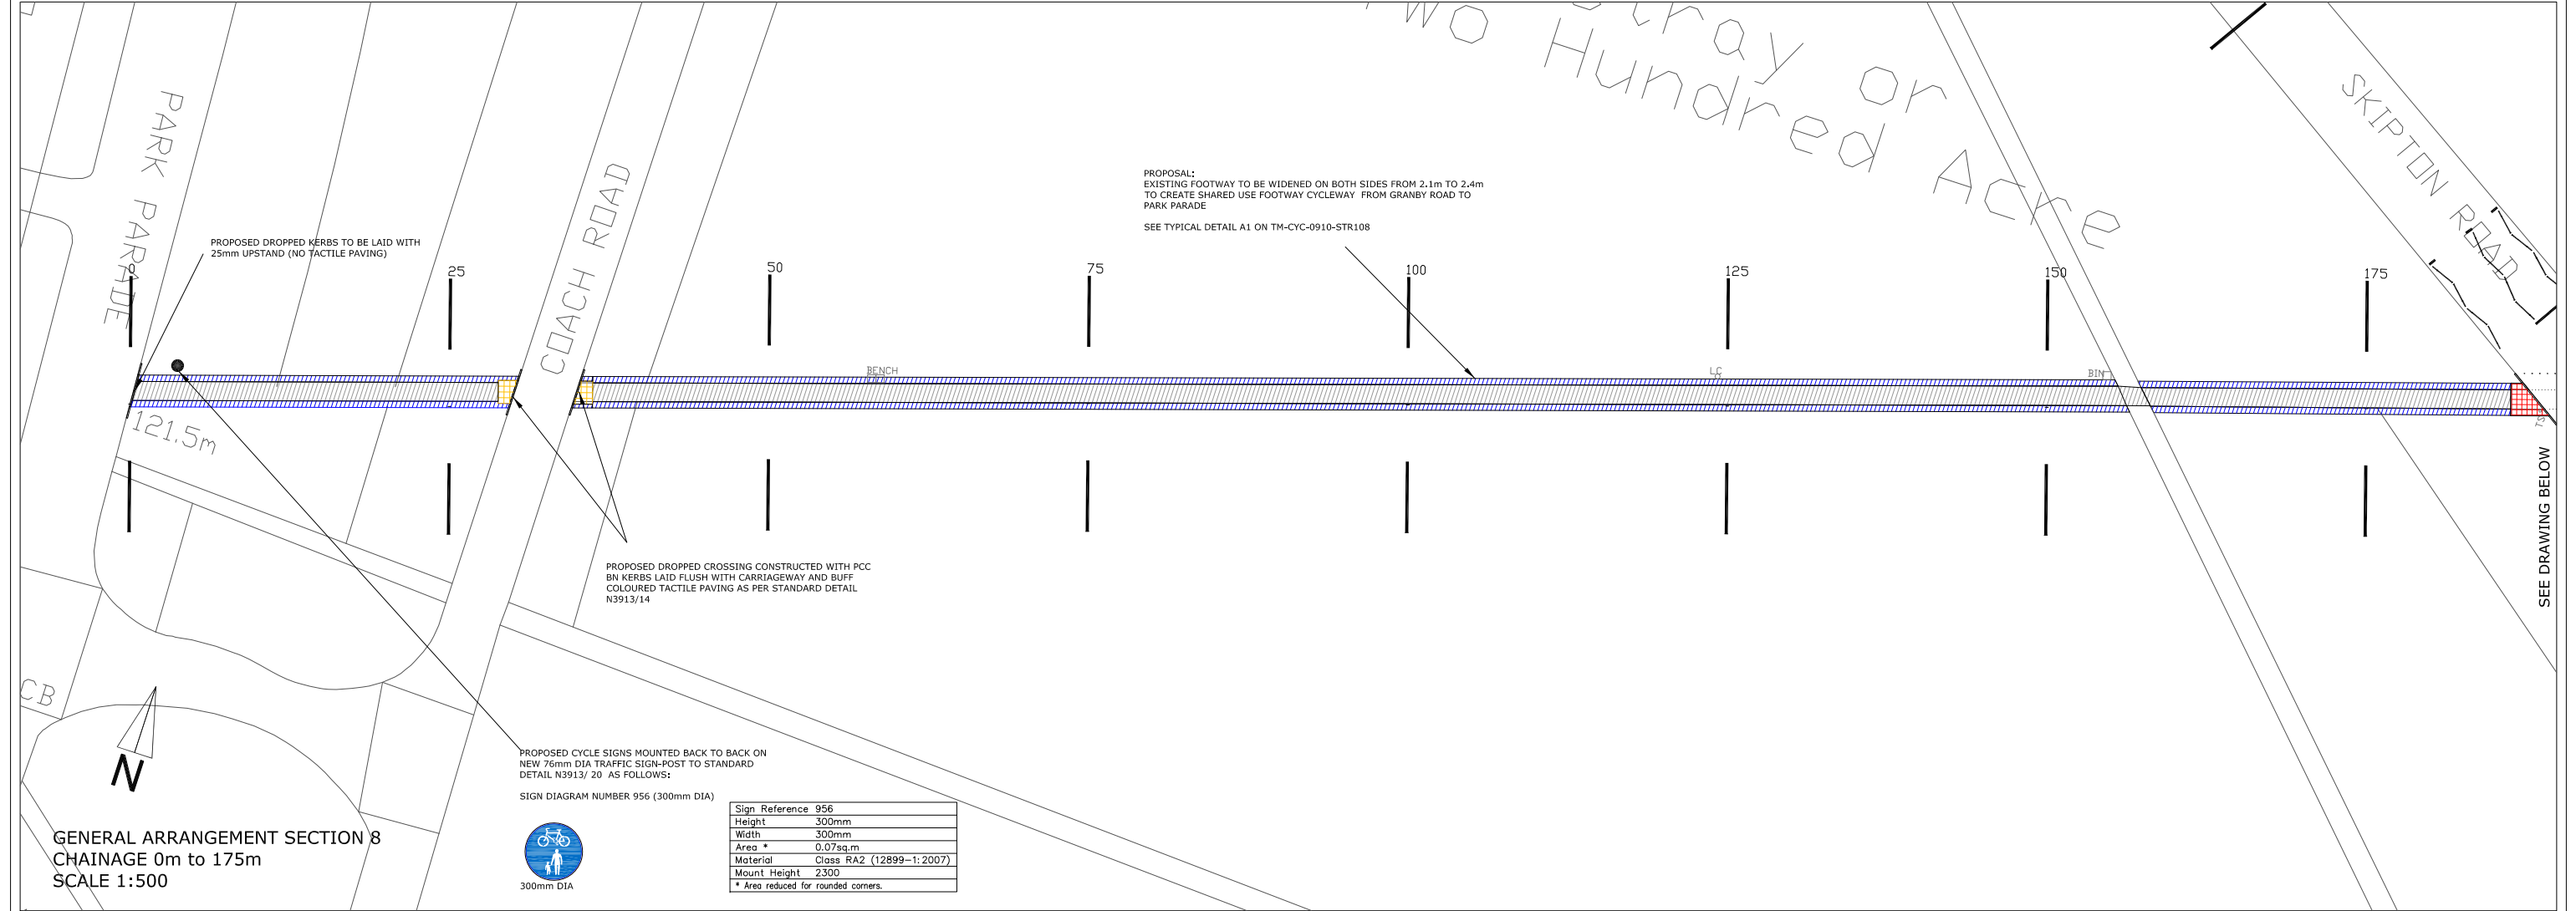 Stray or
Two Hundred Acre
PARK PARADE
COACH ROAD
SKIPTON ROAD
PROPOSAL:
EXISTING FOOTWAY TO BE WIDENED ON BOTH SIDES FROM 2.1m TO 2.4m
TO CREATE SHARED USE FOOTWAY CYCLEWAY FROM GRANBY ROAD TO
PARK PARADE
SEE TYPICAL DETAIL A1 ON TM-CYC-0910-STR108
PROPOSED DROPPED KERBS TO BE LAID WITH
25mm UPSTAND (NO TACTILE PAVING)
0
25
50
75
100
125
150
175
BENCH
LC
BIN
TS
121.5m
SEE DRAWING BELOW
PROPOSED DROPPED CROSSING CONSTRUCTED WITH PCC
BN KERBS LAID FLUSH WITH CARRIAGEWAY AND BUFF
COLOURED TACTILE PAVING AS PER STANDARD DETAIL
N3913/14
CB
N
PROPOSED CYCLE SIGNS MOUNTED BACK TO BACK ON
NEW 76mm DIA TRAFFIC SIGN-POST TO STANDARD
DETAIL N3913/ 20 AS FOLLOWS:
SIGN DIAGRAM NUMBER 956 (300mm DIA)
300mm DIA
Sign Reference 956
Height 300mm
Width 300mm
Area * 0.07sq.m
Material Class RA2 (12899-1:2007)
Mount Height 2300
* Area reduced for rounded corners.
GENERAL ARRANGEMENT SECTION 8
CHAINAGE 0m to 175m
SCALE 1:500